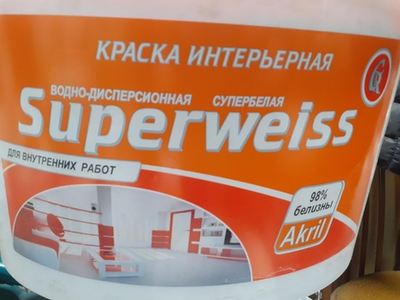 КРАСКА ИНТЕРЬЕРНАЯ
ВОДНО-ДИСПЕРСИОННАЯ СУПЕРБЕЛАЯ
Superweiss
ДЛЯ ВНУТРЕННИХ РАБОТ
98%
белизны
Akril